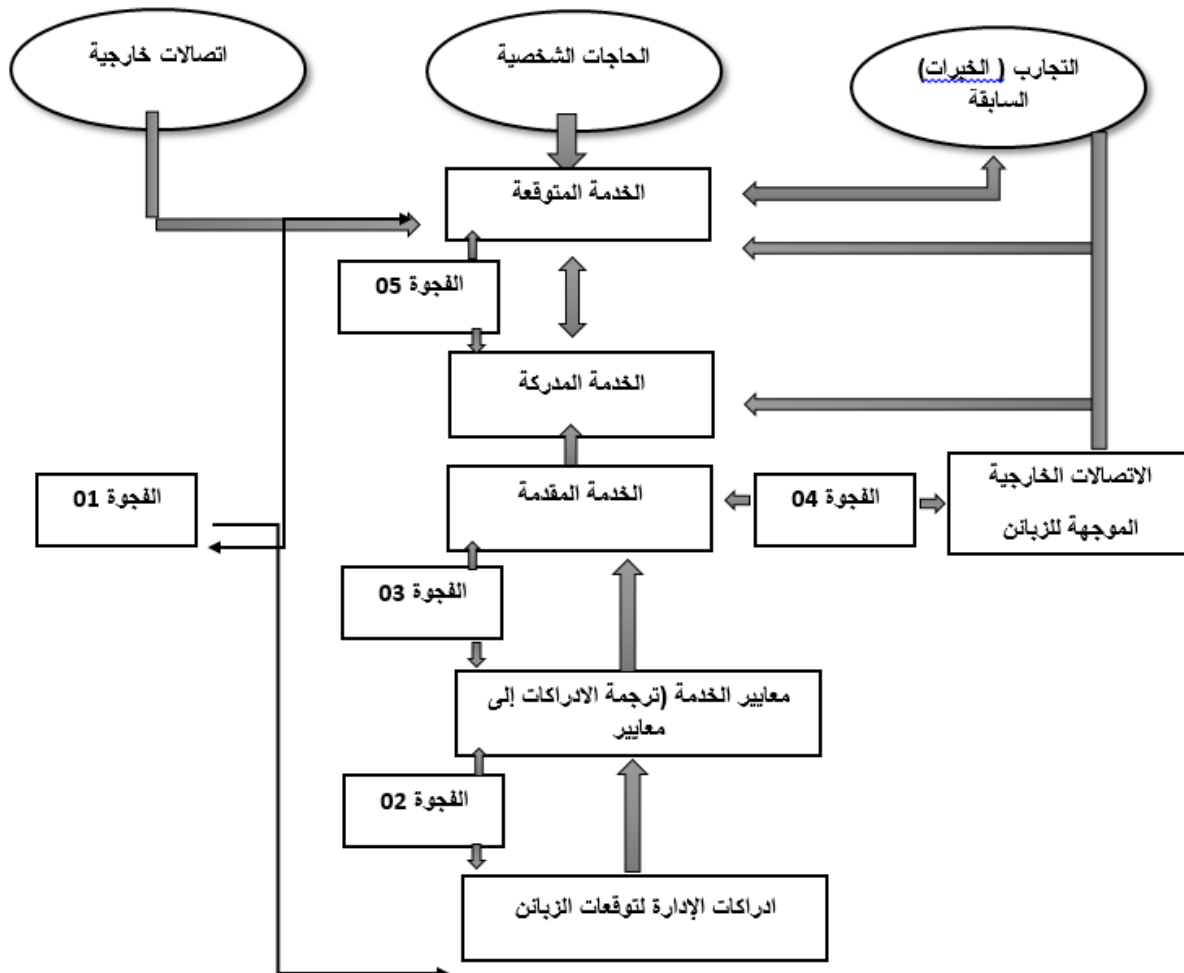 اتصالات خارجية
الحاجات الشخصية
التجارب ( الخبرات)
السابقة
الخدمة المتوقعة
الفجوة 05
الخدمة المدركة
الفجوة 01
الخدمة المقدمة
الفجوة 04
الاتصالات الخارجية
الموجهة للزبائن
الفجوة 03
معايير الخدمة (ترجمة الادراكات إلى
معايير
الفجوة 02
ادراكات الإدارة لتوقعات الزبائن